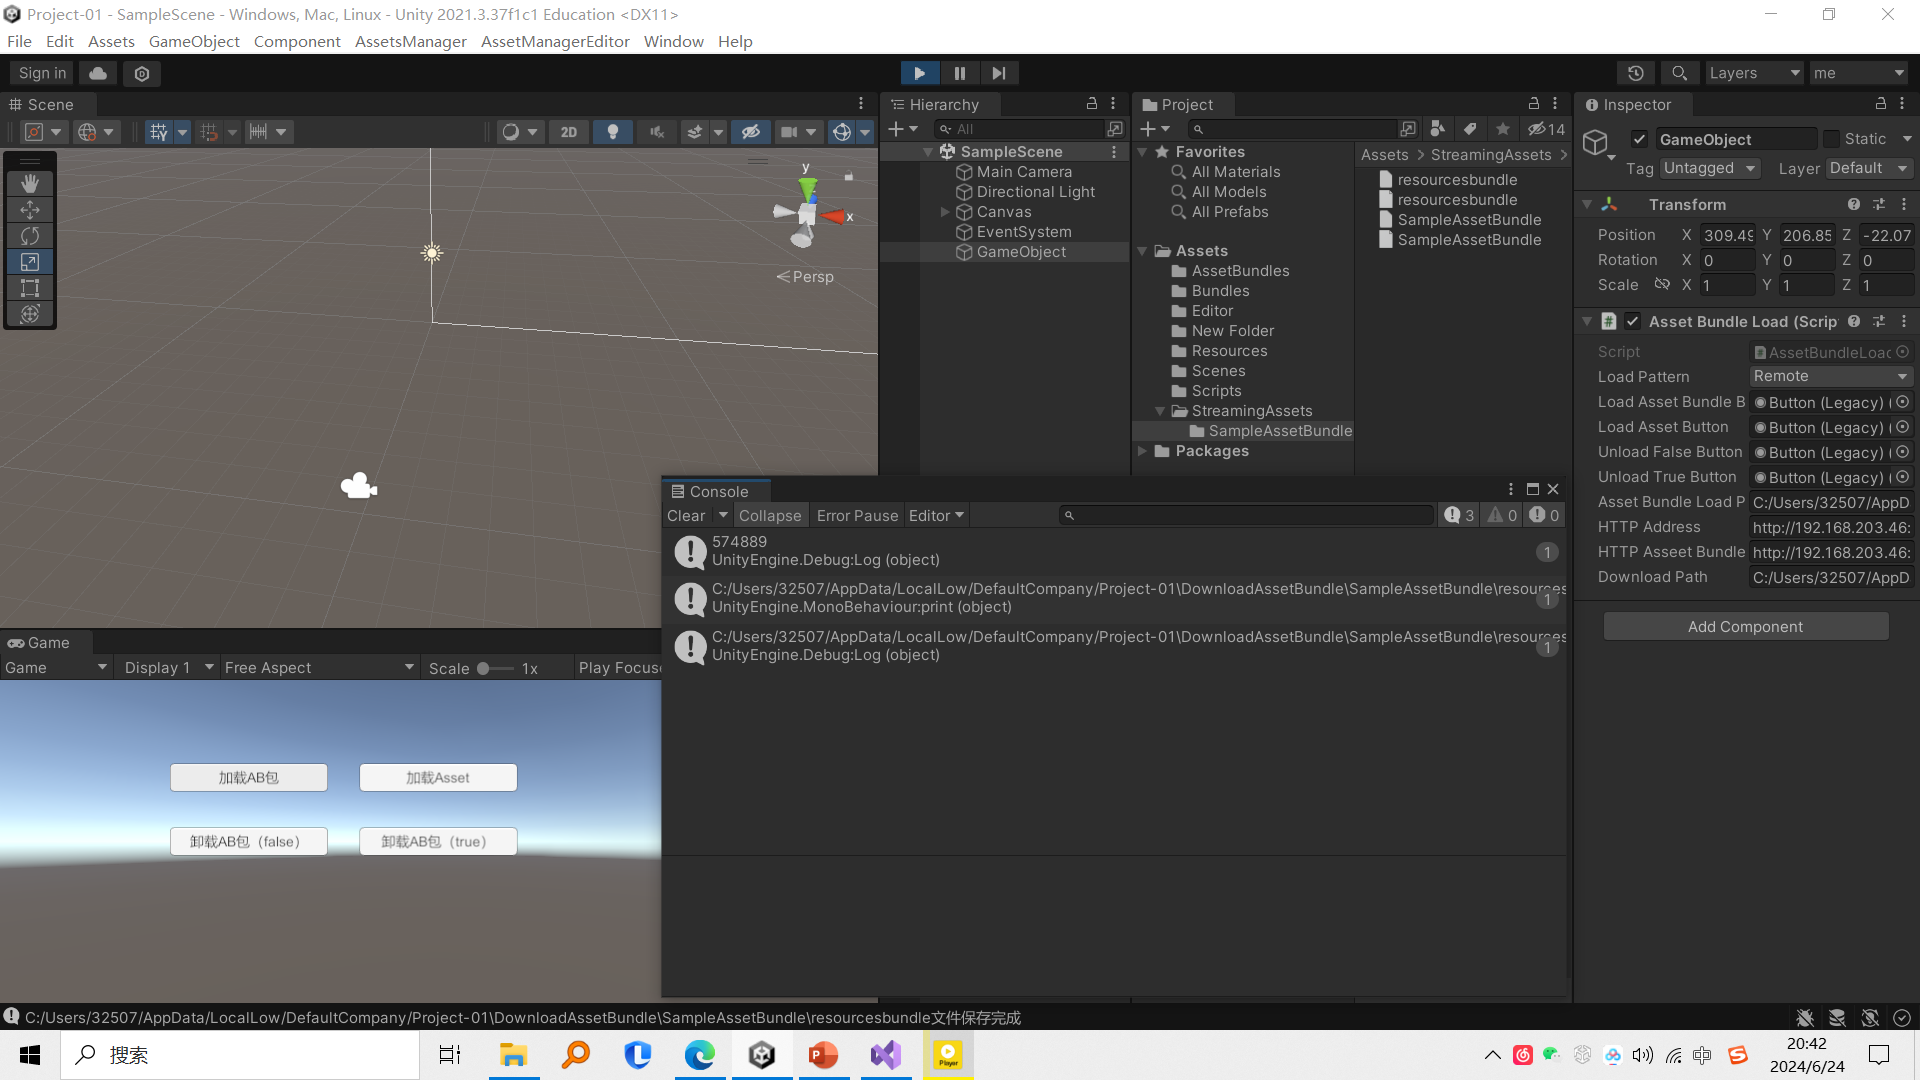 Project-01 - SampleScene - Windows, Mac, Linux - Unity 2021.3.37f1c1 Education <DX11>
File Edit Assets GameObject Component AssetsManager AssetManagerEditor Window Help
Sign in
Layers
me
Scene
2D
y
x
Persp
Hierarchy
All
SampleScene
Main Camera
Directional Light
Canvas
EventSystem
GameObject
Project
14
Favorites
All Materials
All Models
All Prefabs
Assets
AssetBundles
Bundles
Editor
New Folder
Resources
Scenes
Scripts
StreamingAssets
SampleAssetBundle
Packages
Assets > StreamingAssets >
resourcesbundle
resourcesbundle
SampleAssetBundle
SampleAssetBundle
Inspector
GameObject
Static
Tag Untagged Layer Default
Transform
Position X 309.49 Y 206.85 Z -22.07
Rotation X 0 Y 0 Z 0
Scale X 1 Y 1 Z 1
Asset Bundle Load (Scrip
Script AssetBundleLoad
Load Pattern Remote
Load Asset Bundle B Button (Legacy) (
Load Asset Button Button (Legacy) (
Unload False Button Button (Legacy) (
Unload True Button Button (Legacy) (
Asset Bundle Load P C:/Users/32507/AppD
HTTP Address http://192.168.203.46:
HTTP Asseet Bundle http://192.168.203.46:
Download Path C:/Users/32507/AppD
Add Component
Console
Clear Collapse Error Pause Editor
3 0 0
574889
UnityEngine.Debug:Log (object)
1
C:/Users/32507/AppData/LocalLow/DefaultCompany/Project-01\DownloadAssetBundle\SampleAssetBundle\resources
UnityEngine.MonoBehaviour:print (object)
1
C:/Users/32507/AppData/LocalLow/DefaultCompany/Project-01\DownloadAssetBundle\SampleAssetBundle\resources
UnityEngine.Debug:Log (object)
1
Game
Game Display 1 Free Aspect Scale 1x Play Focuse
加载AB包 加载Asset
卸载AB包（false） 卸载AB包（true）
C:/Users/32507/AppData/LocalLow/DefaultCompany/Project-01\DownloadAssetBundle\SampleAssetBundle\resourcesbundle文件保存完成
搜索
Player
中
20:42
2024/6/24